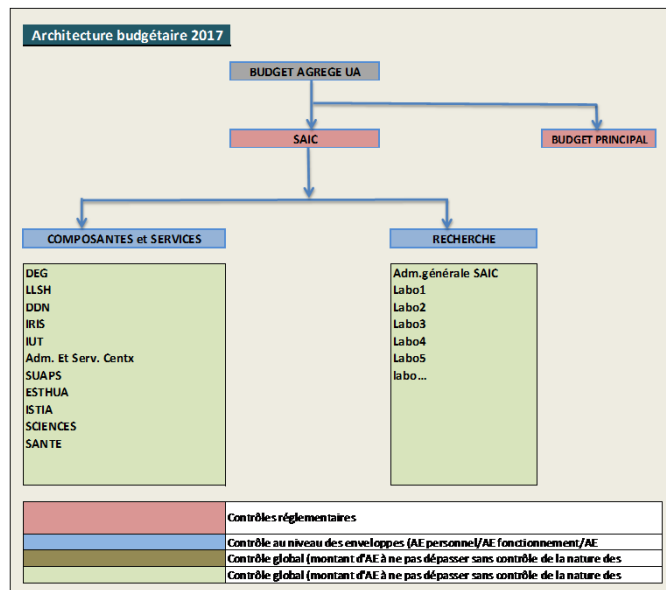 Architecture budgétaire 2017
BUDGET AGREGE UA
SAIC
BUDGET PRINCIPAL
COMPOSANTES et SERVICES
RECHERCHE
DEG
LLSH
DDN
IRIS
IUT
Adm. Et Serv. Centx
SUAPS
ESTHUA
ISTIA
SCIENCES
SANTE
Adm.générale SAIC
Labo1
Labo2
Labo3
Labo4
Labo5
labo...
Contrôles réglementaires
Contrôle au niveau des enveloppes (AE personnel/AE fonctionnement/AE
Contrôle global (montant d'AE à ne pas dépasser sans contrôle de la nature des
Contrôle global (montant d'AE à ne pas dépasser sans contrôle de la nature des